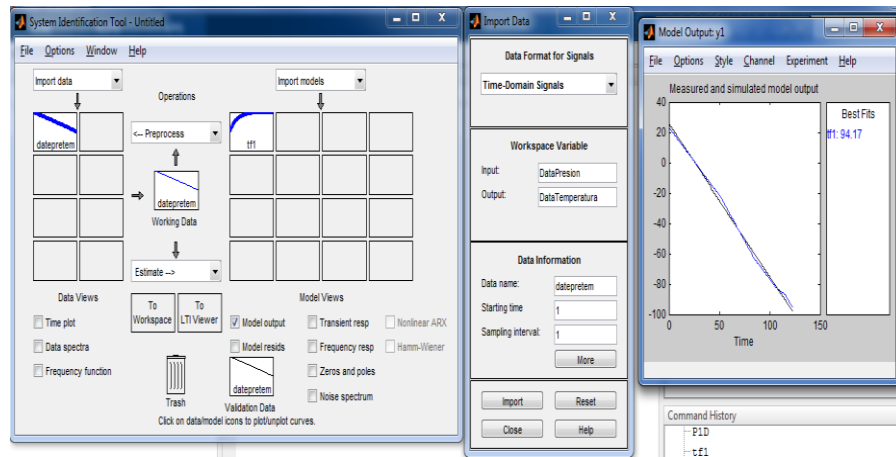 System Identification Tool - Untitled
File Options Window Help
Import data
Import models
Operations
<-- Preprocess
datepretem
tf1
datepretem
Working Data
Estimate -->
Data Views
To
Workspace
To
LTI Viewer
Model Views
Time plot
Data spectra
Frequency function
Model output
Model resids
Transient resp
Frequency resp
Zeros and poles
Noise spectrum
Nonlinear ARX
Hamm-Wiener
datepretem
Trash
Validation Data
Click on data/model icons to plot/unplot curves.
Import Data
Data Format for Signals
Time-Domain Signals
Workspace Variable
Input: DataPresion
Output: DataTemperatura
Data Information
Data name: datepretem
Starting time 1
Sampling interval: 1
More
Import Reset
Close Help
Model Output: y1
File Options Style Channel Experiment Help
Measured and simulated model output
40
20
0
-20
-40
-60
-80
-100
0 50 100 150
Time
Best Fits
tf1: 94.17
Command History
P1D
tf1